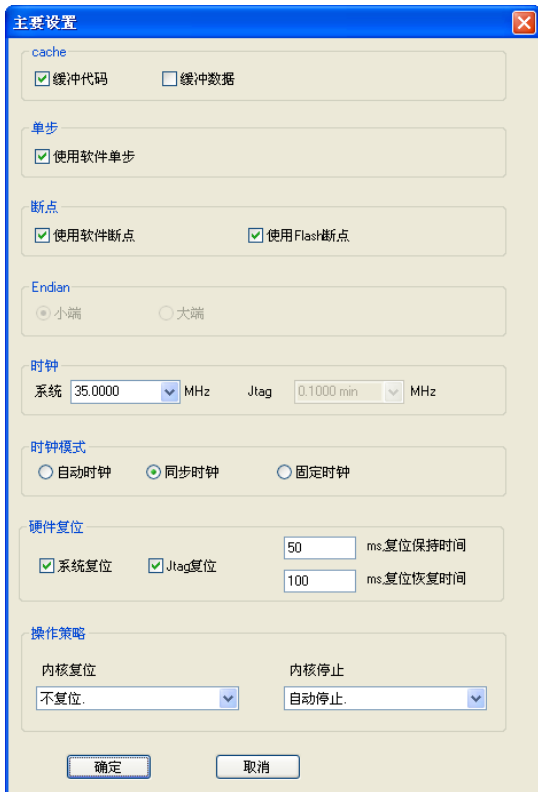 主要设置
cache
缓冲代码 缓冲数据
单步
使用软件单步
断点
使用软件断点 使用Flash断点
Endian
小端 大端
时钟
系统 35.0000 MHz Jtag 0.1000 min MHz
时钟模式
自动时钟 同步时钟 固定时钟
硬件复位
系统复位 Jtag复位 50 ms,复位保持时间
100 ms,复位恢复时间
操作策略
内核复位 内核停止
不复位. 自动停止.
确定 取消